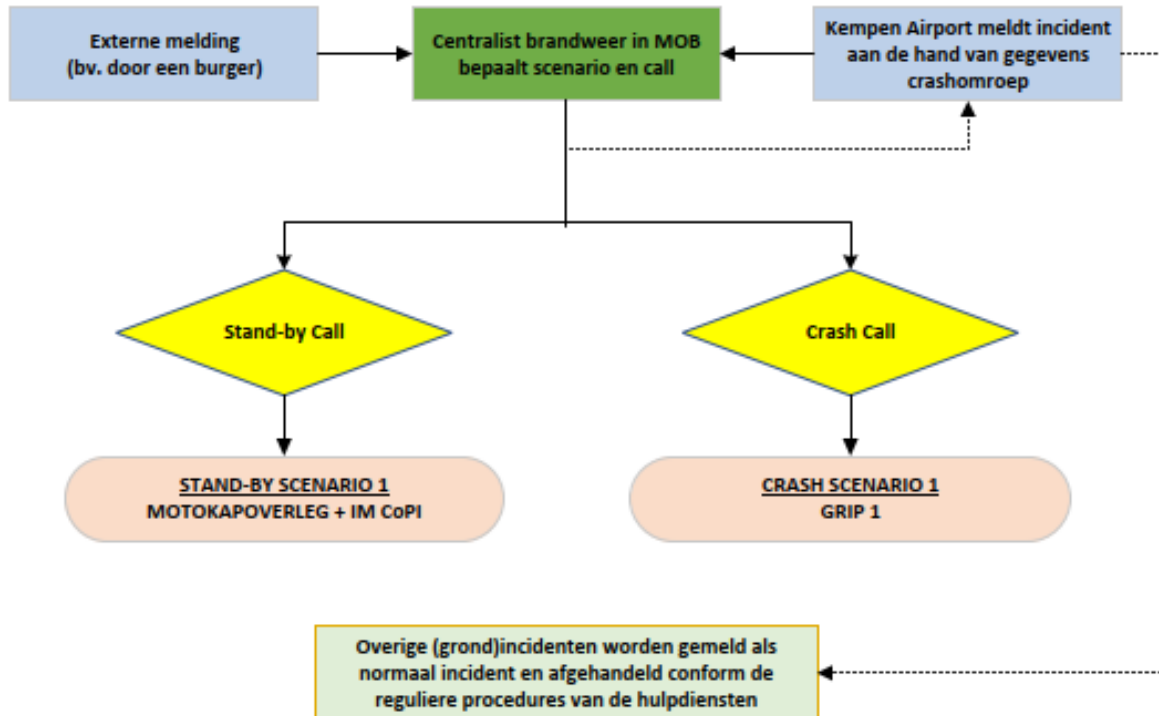 Externe melding
(bv. door een burger)
Centralist brandweer in MOB
bepaalt scenario en call
Kempen Airport meldt incident
aan de hand van gegevens
crashomroep
Stand-by Call
Crash Call
STAND-BY SCENARIO 1
MOTOKAPOVERLEG + IM CoPI
CRASH SCENARIO 1
GRIP 1
Overige (grond)incidenten worden gemeld als
normaal incident en afgehandeld conform de
reguliere procedures van de hulpdiensten